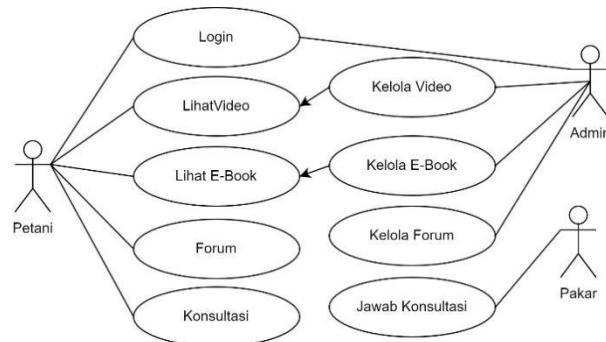 Login
LihatVideo
Kelola Video
Admin
Lihat E-Book
Kelola E-Book
Petani
Forum
Kelola Forum
Konsultasi
Jawab Konsultasi
Pakar